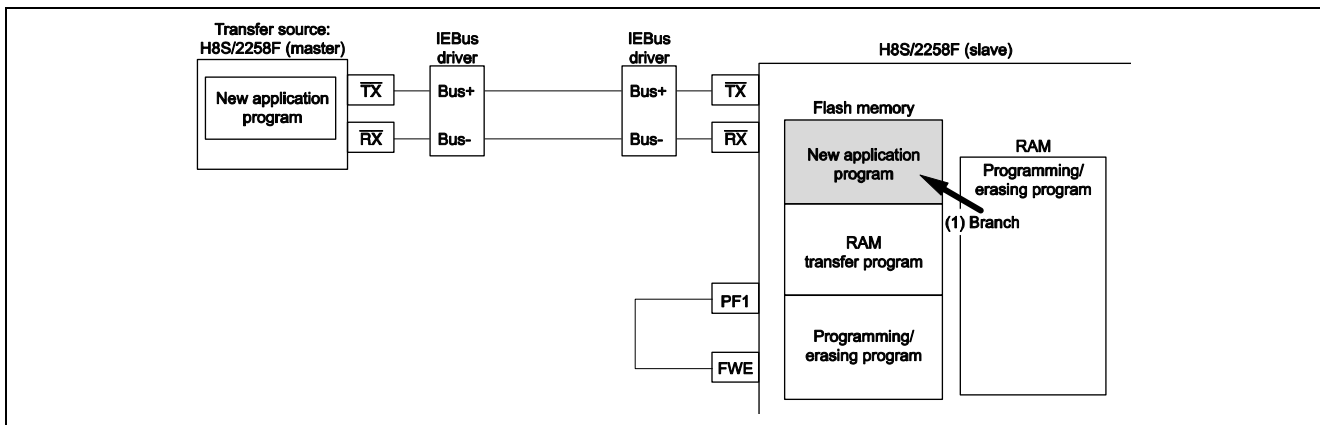 Transfer source:
H8S/2258F (master)
New application
program
TX
RX
IEBus
driver
Bus+
Bus-
IEBus
driver
Bus+
Bus-
TX
RX
PF1
FWE
H8S/2258F (slave)
Flash memory
New application
program
RAM
transfer program
Programming/
erasing program
RAM
Programming/
erasing program
(1) Branch